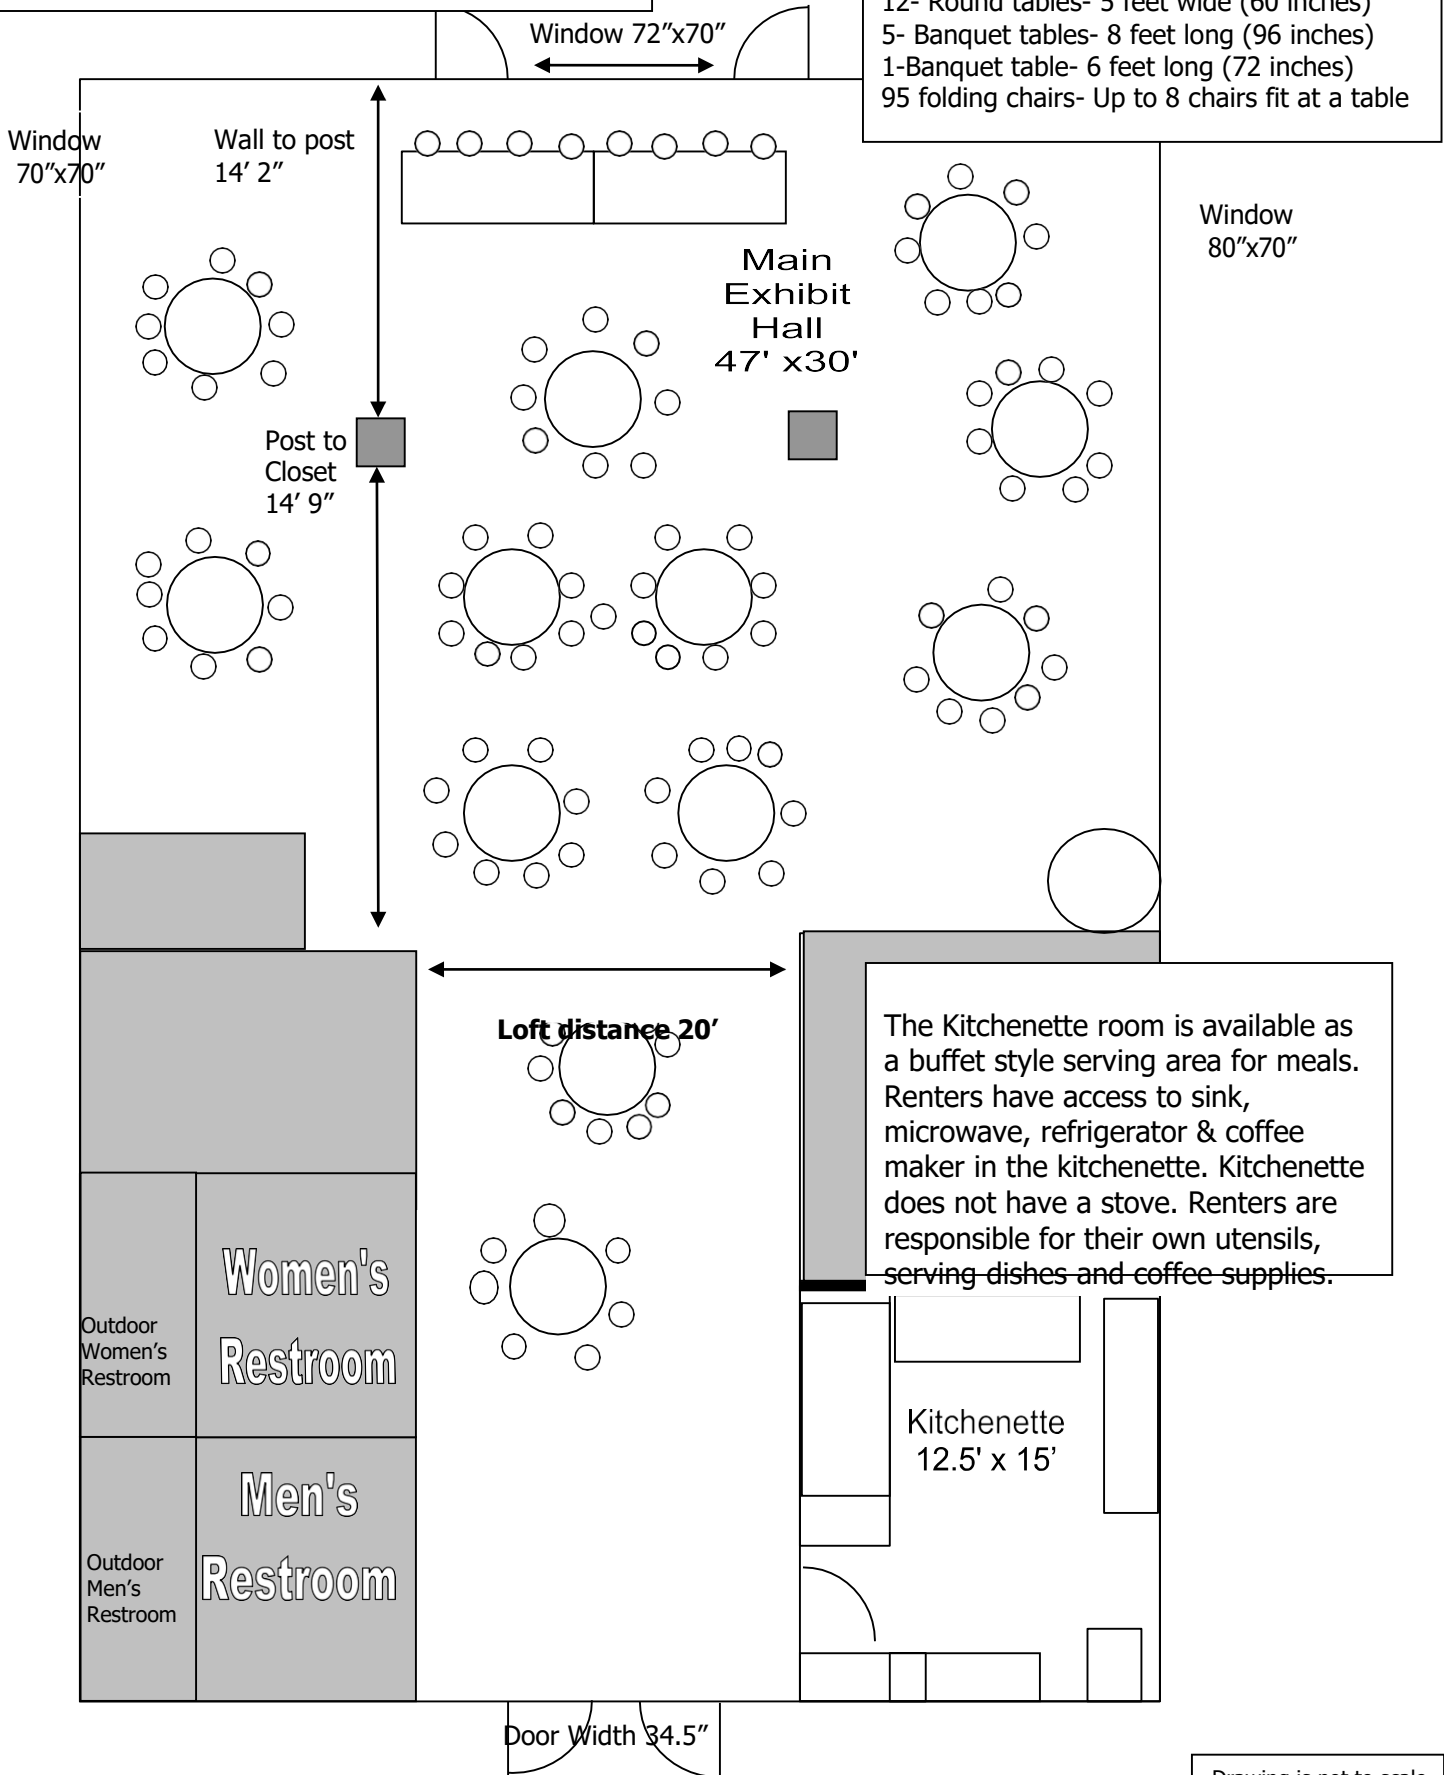 12- Round tables- 5 feet wide (60 inches)
5- Banquet tables- 8 feet long (96 inches)
1-Banquet table- 6 feet long (72 inches)
95 folding chairs- Up to 8 chairs fit at a table
Window 72”x70”
Window
70”x70”
Wall to post
14’ 2”
Window
80”x70”
Main
Exhibit
Hall
47' x30'
Post to
Closet
14’ 9”
Loft distance 20’
The Kitchenette room is available as
a buffet style serving area for meals.
Renters have access to sink,
microwave, refrigerator & coffee
maker in the kitchenette. Kitchenette
does not have a stove. Renters are
responsible for their own utensils,
serving dishes and coffee supplies.
Women's
Restroom
Outdoor
Women’s
Restroom
Kitchenette
12.5' x 15’
Men's
Restroom
Outdoor
Men’s
Restroom
Door Width 34.5”
Drawing is not to scale